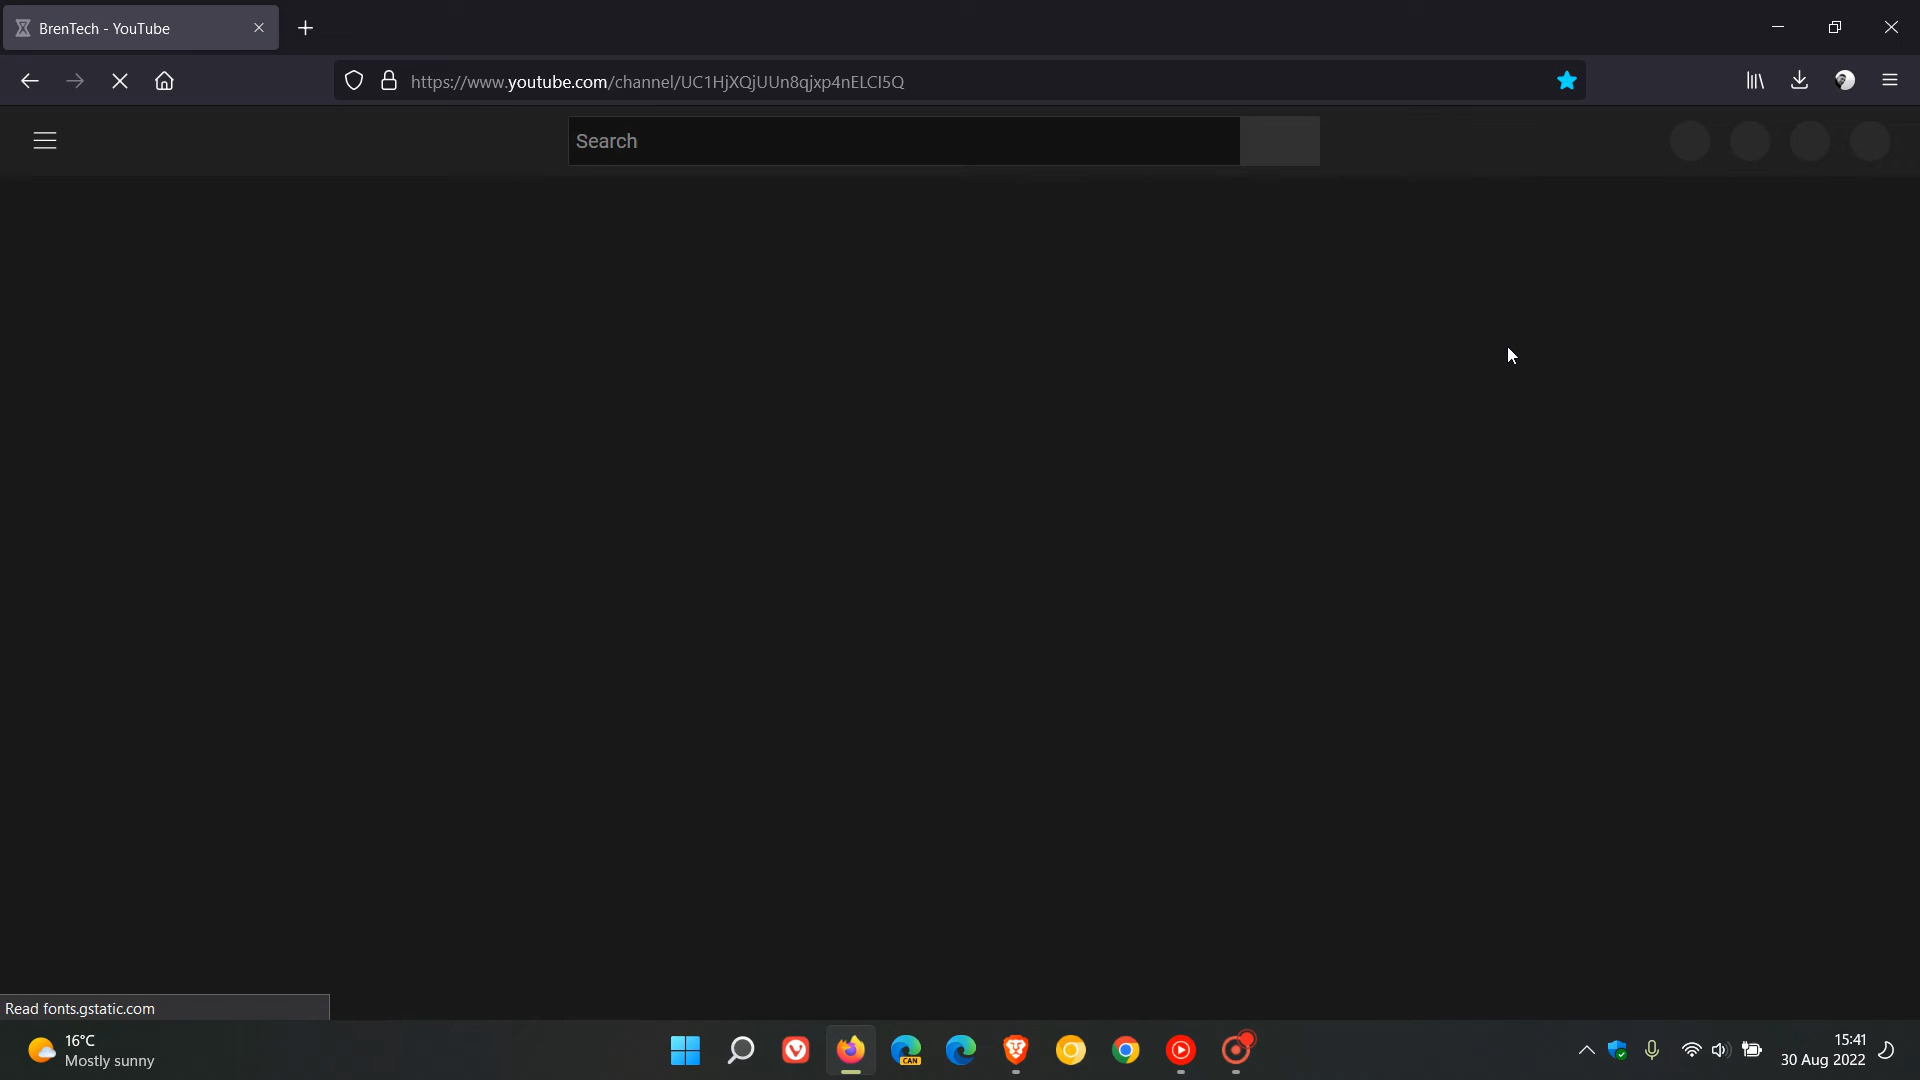 BrenTech - YouTube
https://www.youtube.com/channel/UC1HjXQjUUn8qjxp4nELCI5Q
Search
Read fonts.gstatic.com
16°C
Mostly sunny
CAN
15:41
30 Aug 2022